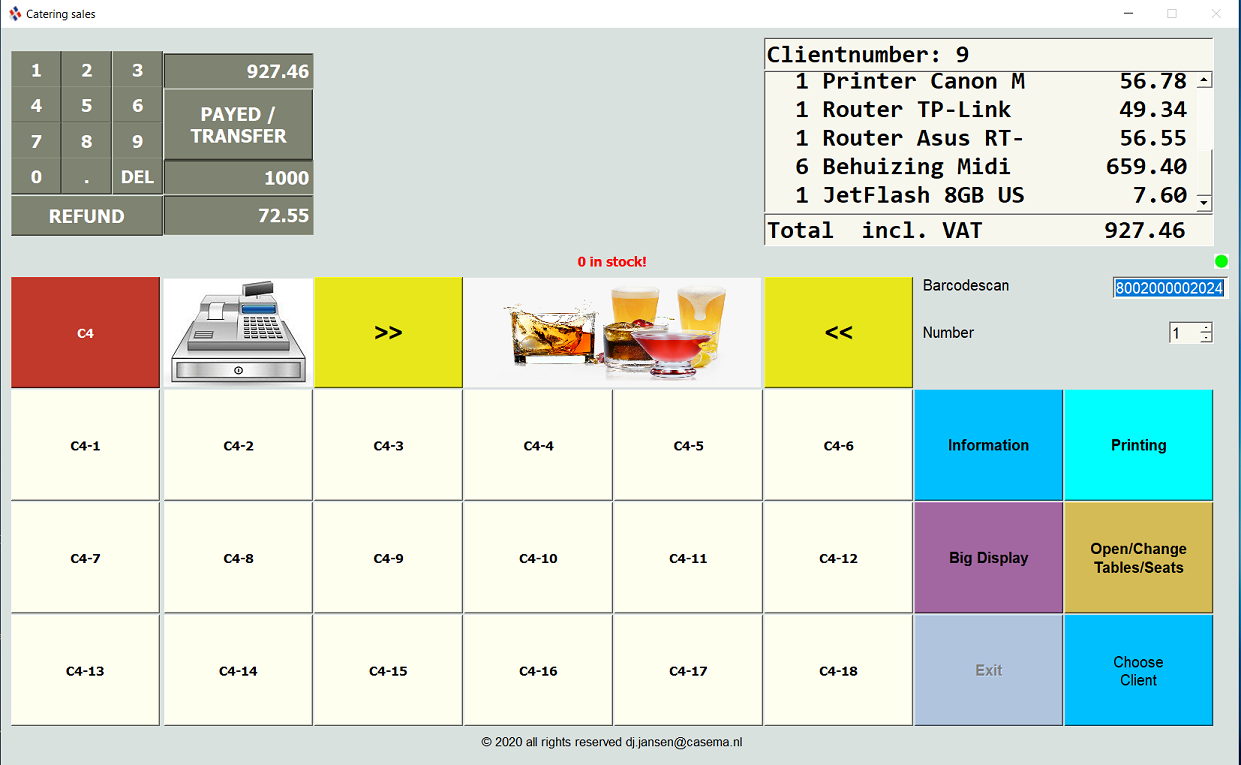 Catering sales
1 2 3
4 5 6
7 8 9
0 . DEL
REFUND
927.46
PAYED /
TRANSFER
1000
72.55
Clientnumber: 9
1 Printer Canon M 56.78
1 Router TP-Link 49.34
1 Router Asus RT- 56.55
6 Behuizing Midi 659.40
1 JetFlash 8GB US 7.60
Total incl. VAT 927.46
0 in stock!
C4
>>
<<
Barcodescan 8002000002024
Number 1
C4-1 C4-2 C4-3 C4-4 C4-5 C4-6
Information
Printing
C4-7 C4-8 C4-9 C4-10 C4-11 C4-12
Big Display
Open/Change
Tables/Seats
C4-13 C4-14 C4-15 C4-16 C4-17 C4-18
Exit
Choose
Client
© 2020 all rights reserved dj.jansen@casema.nl